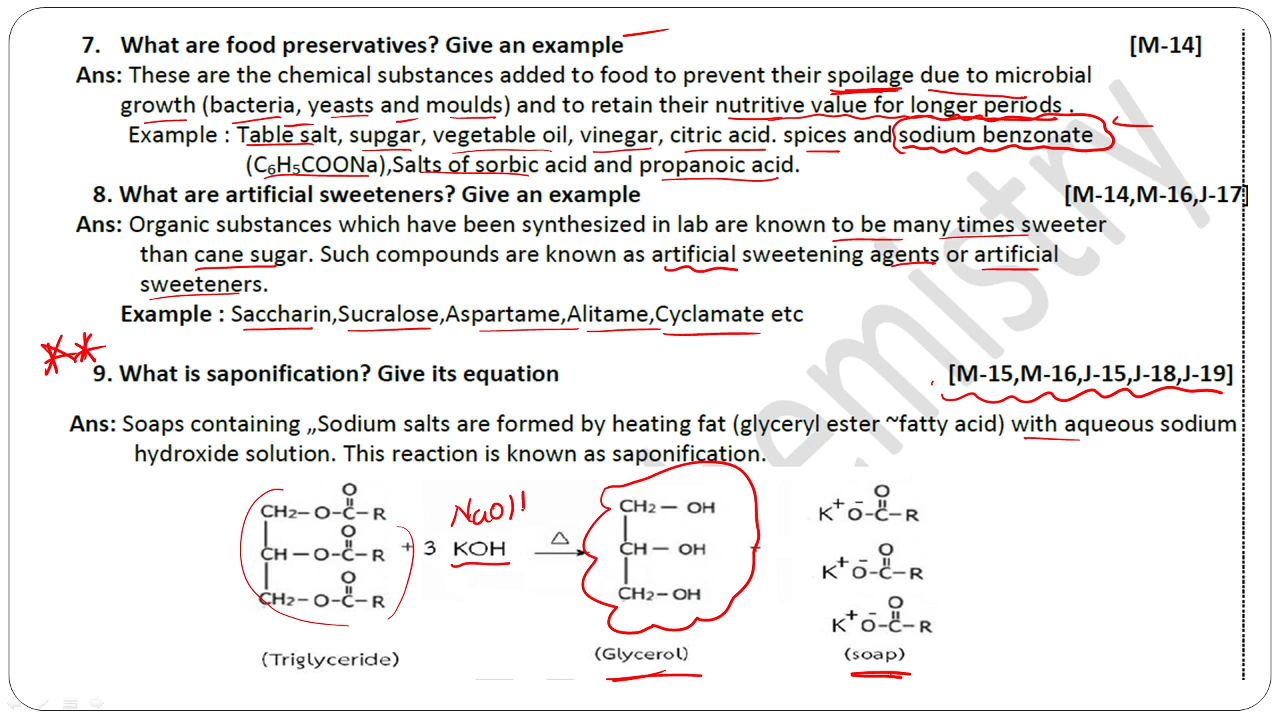 7. What are food preservatives? Give an example [M-14]
Ans: These are the chemical substances added to food to prevent their spoilage due to microbial
growth (bacteria, yeasts and moulds) and to retain their nutritive value for longer periods .
Example : Table salt, supgar, vegetable oil, vinegar, citric acid. spices and sodium benzonate
(C₆H₅COONa),Salts of sorbic acid and propanoic acid.
8. What are artificial sweeteners? Give an example [M-14,M-16,J-17]
Ans: Organic substances which have been synthesized in lab are known to be many times sweeter
than cane sugar. Such compounds are known as artificial sweetening agents or artificial
sweeteners.
Example : Saccharin,Sucralose,Aspartame,Alitame,Cyclamate etc
9. What is saponification? Give its equation [M-15,M-16,J-15,J-18,J-19]
Ans: Soaps containing „Sodium salts are formed by heating fat (glyceryl ester ~fatty acid) with aqueous sodium
hydroxide solution. This reaction is known as saponification.
O
CH₂– O–C– R
O
CH – O–C– R
O
CH₂– O–C– R
(Triglyceride)
+ 3 KOH
NaOH
Δ
CH₂ – OH
CH – OH
CH₂– OH
(Glycerol)
+
O
K⁺ O⁻–C– R
O
K⁺ O⁻–C– R
O
K⁺ O⁻–C– R
(soap)
emistry